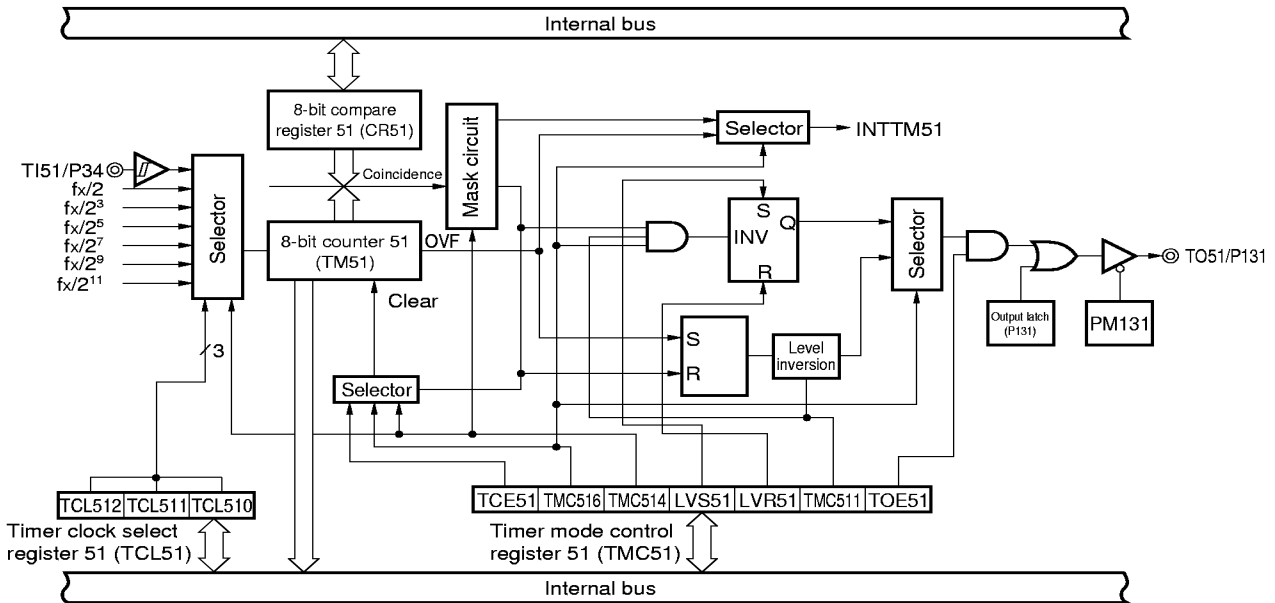 Internal bus
8-bit compare
register 51 (CR51)
Mask circuit
Selector
INTTM51
TI51/P34
fx/2
fx/2³
fx/2⁵
fx/2⁷
fx/2⁹
fx/2¹¹
Selector
Coincidence
8-bit counter 51
(TM51)
OVF
Clear
S
Q
INV
R
Selector
TO51/P131
Output latch
(P131)
PM131
3
S
R
Level
inversion
Selector
TCL512 TCL511 TCL510
Timer clock select
register 51 (TCL51)
TCE51 TMC516 TMC514 LVS51 LVR51 TMC511 TOE51
Timer mode control
register 51 (TMC51)
Internal bus